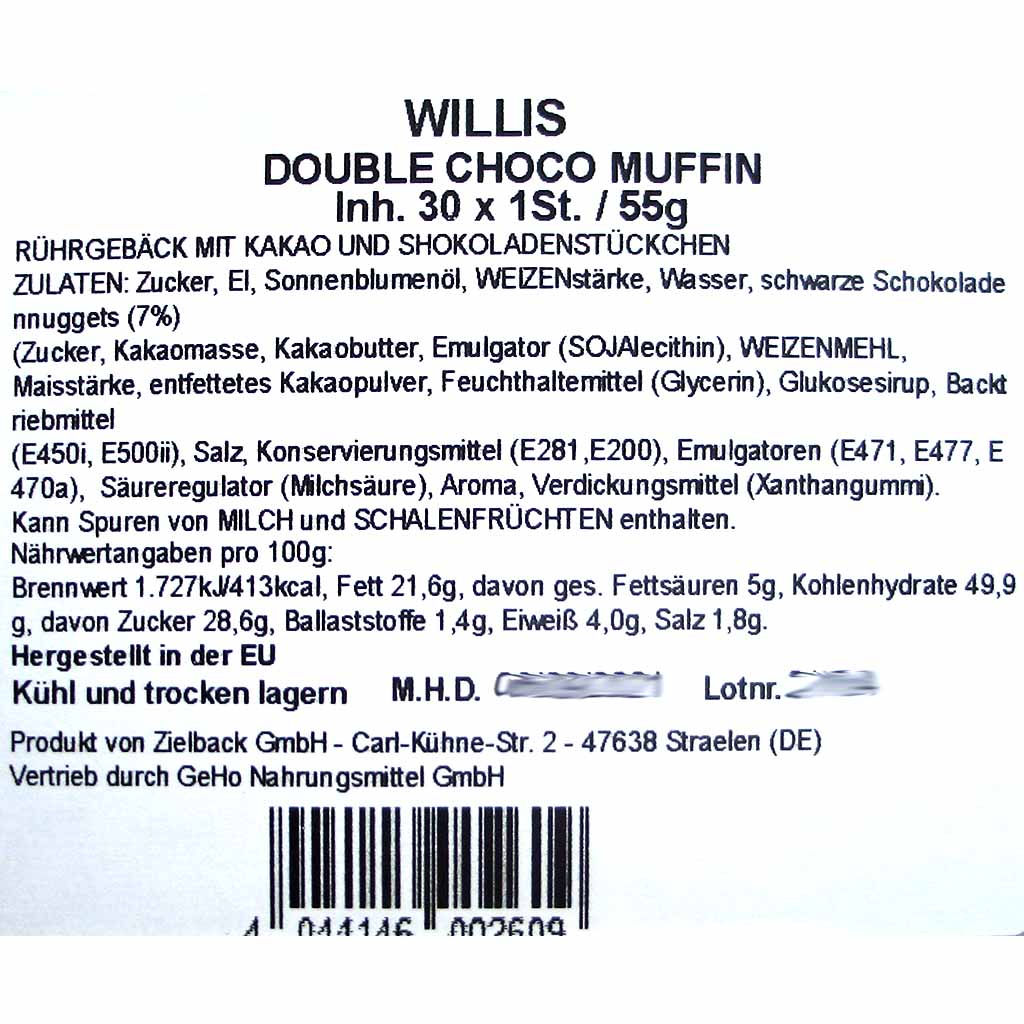 WILLIS
DOUBLE CHOCO MUFFIN
Inh. 30 x 1St. / 55g
RÜHRGEBÄCK MIT KAKAO UND SHOKOLADENSTÜCKCHEN
ZULATEN: Zucker, EI, Sonnenblumenöl, WEIZENstärke, Wasser, schwarze Schokolade
nnuggets (7%)
(Zucker, Kakaomasse, Kakaobutter, Emulgator (SOJAlecithin), WEIZENMEHL,
Maisstärke, entfettetes Kakaopulver, Feuchthaltemittel (Glycerin), Glukosesirup, Backt
riebmittel
(E450i, E500ii), Salz, Konservierungsmittel (E281,E200), Emulgatoren (E471, E477, E
470a), Säureregulator (Milchsäure), Aroma, Verdickungsmittel (Xanthangummi).
Kann Spuren von MILCH und SCHALENFRÜCHTEN enthalten.
Nährwertangaben pro 100g:
Brennwert 1.727kJ/413kcal, Fett 21,6g, davon ges. Fettsäuren 5g, Kohlenhydrate 49,9
g, davon Zucker 28,6g, Ballaststoffe 1,4g, Eiweiß 4,0g, Salz 1,8g.
Hergestellt in der EU
Kühl und trocken lagern M.H.D. Lotnr.
Produkt von Zielback GmbH - Carl-Kühne-Str. 2 - 47638 Straelen (DE)
Vertrieb durch GeHo Nahrungsmittel GmbH
4 044146 002609